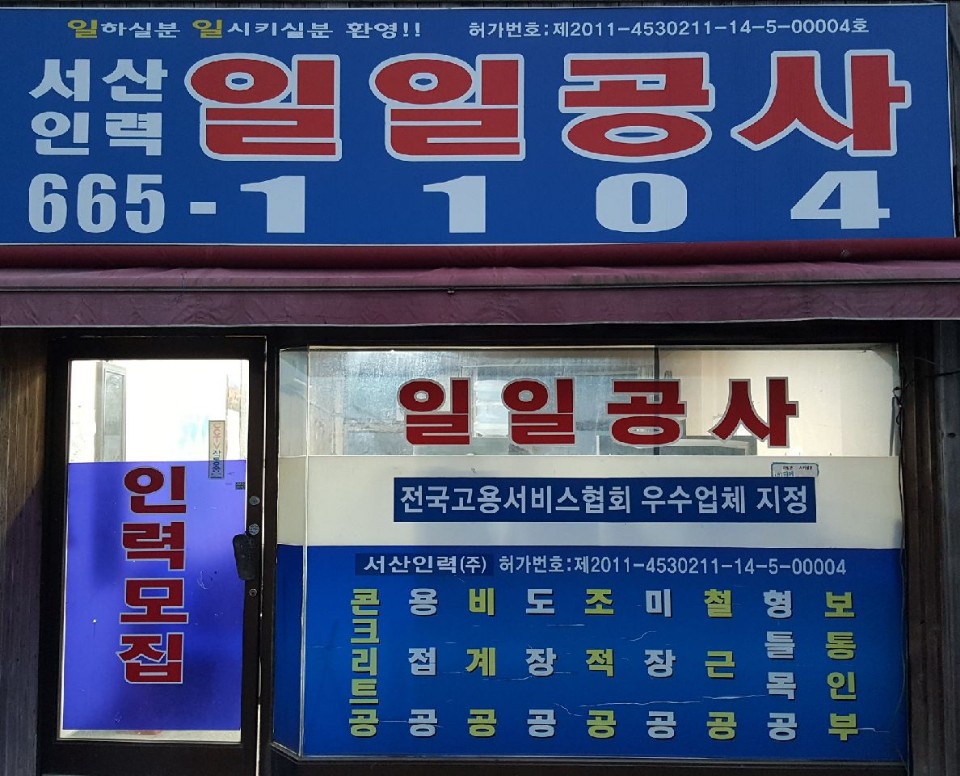 일하실분 일시키실분 환영!! 허가번호:제2011-4530211-14-5-00004호
서산
인력
일일공사
665-1104
일일공사
전국고용서비스협회 우수업체 지정
인력모집
서산인력(주) 허가번호:제2011-4530211-14-5-00004
콘크리트공
용접공
비계공
도장공
조적공
미장공
철근공
형틀목공
보통인부